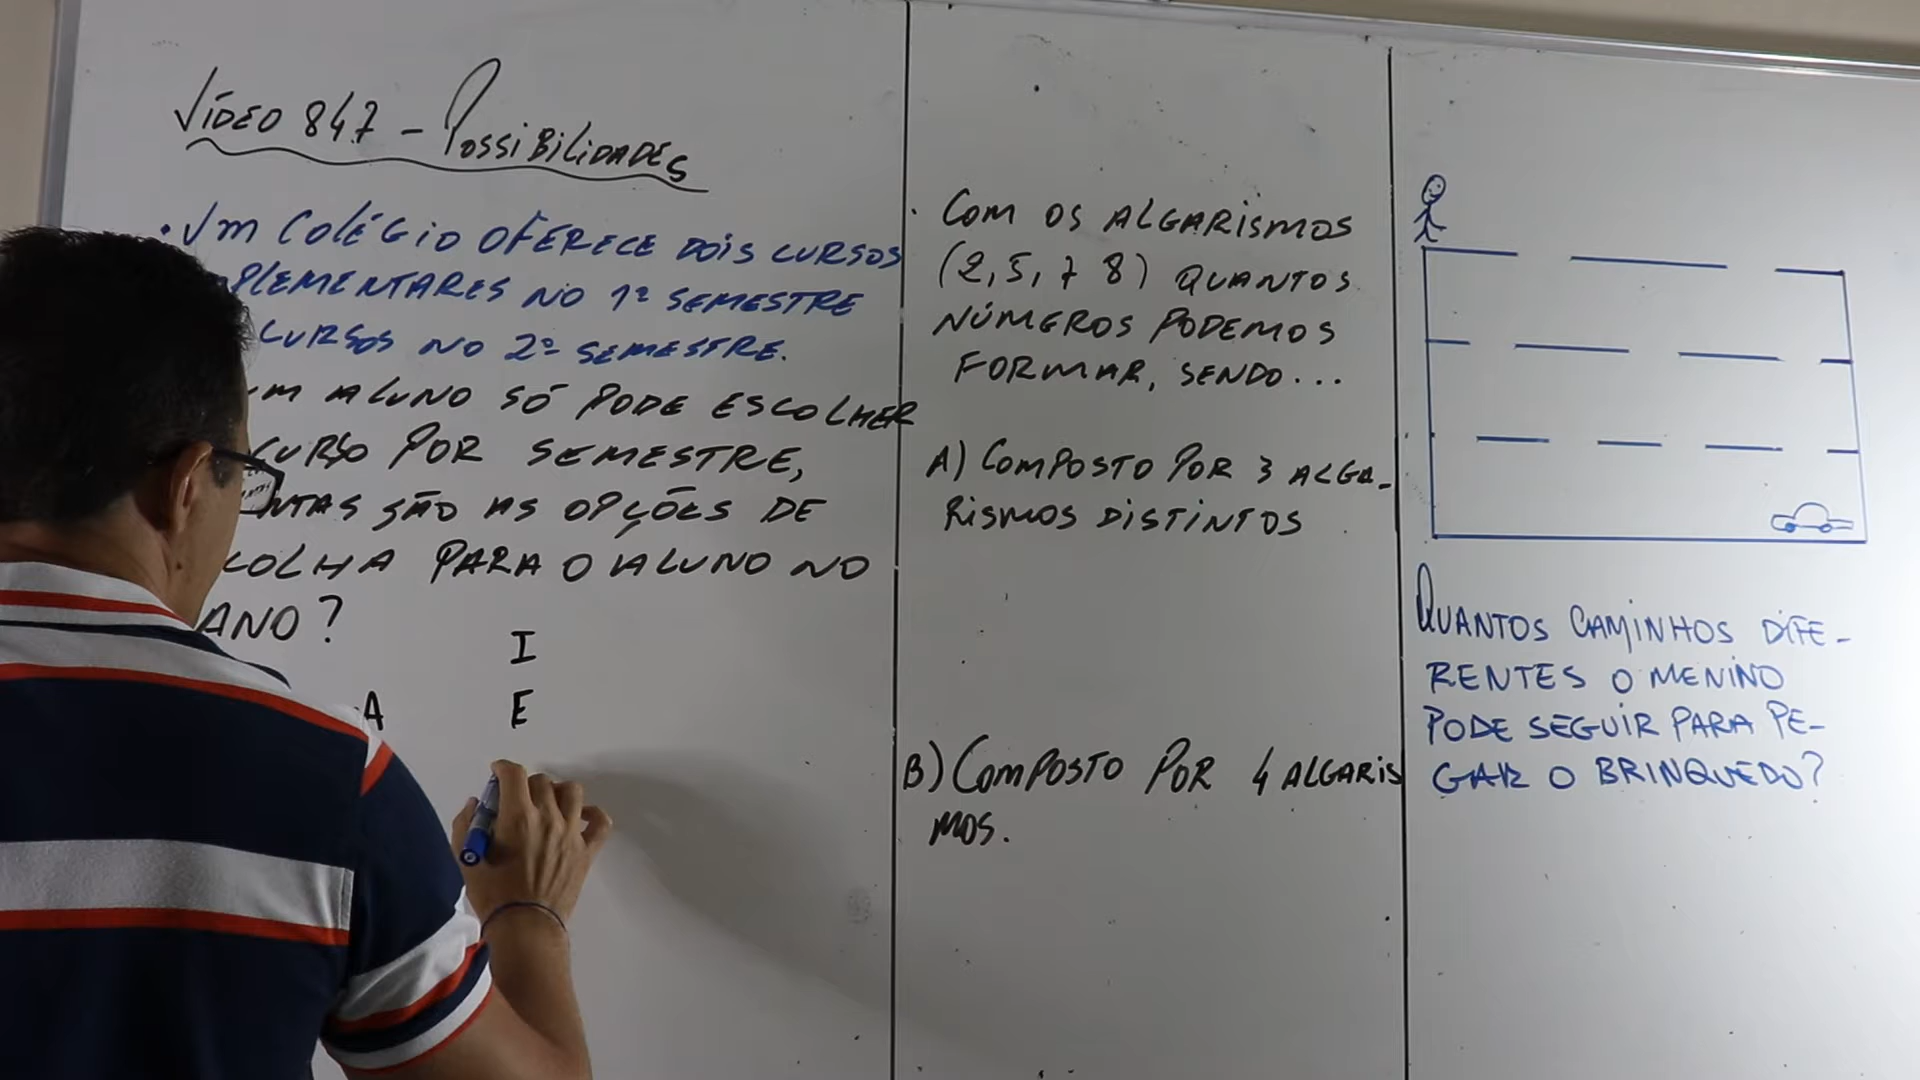 VÍDEO 847 - POSSIBILIDADES
. UM COLÉGIO OFERECE DOIS CURSOS
PLEMENTARES NO 1º SEMESTRE
CURSOS NO 2º SEMESTRE.
M ALUNO SÓ PODE ESCOLHER
CURSO POR SEMESTRE,
NTAS SÃO AS OPÇÕES DE
COLHA PARA O ALUNO NO
ANO?
I
A E
. COM OS ALGARISMOS
(2,5,7 8) QUANTOS
NÚMEROS PODEMOS
FORMAR, SENDO...
A) COMPOSTO POR 3 ALGA-
RISMOS DISTINTOS
B) COMPOSTO POR 4 ALGARIS
MOS.
QUANTOS CAMINHOS DIFE-
RENTES O MENINO
PODE SEGUIR PARA PE-
GAR O BRINQUEDO?